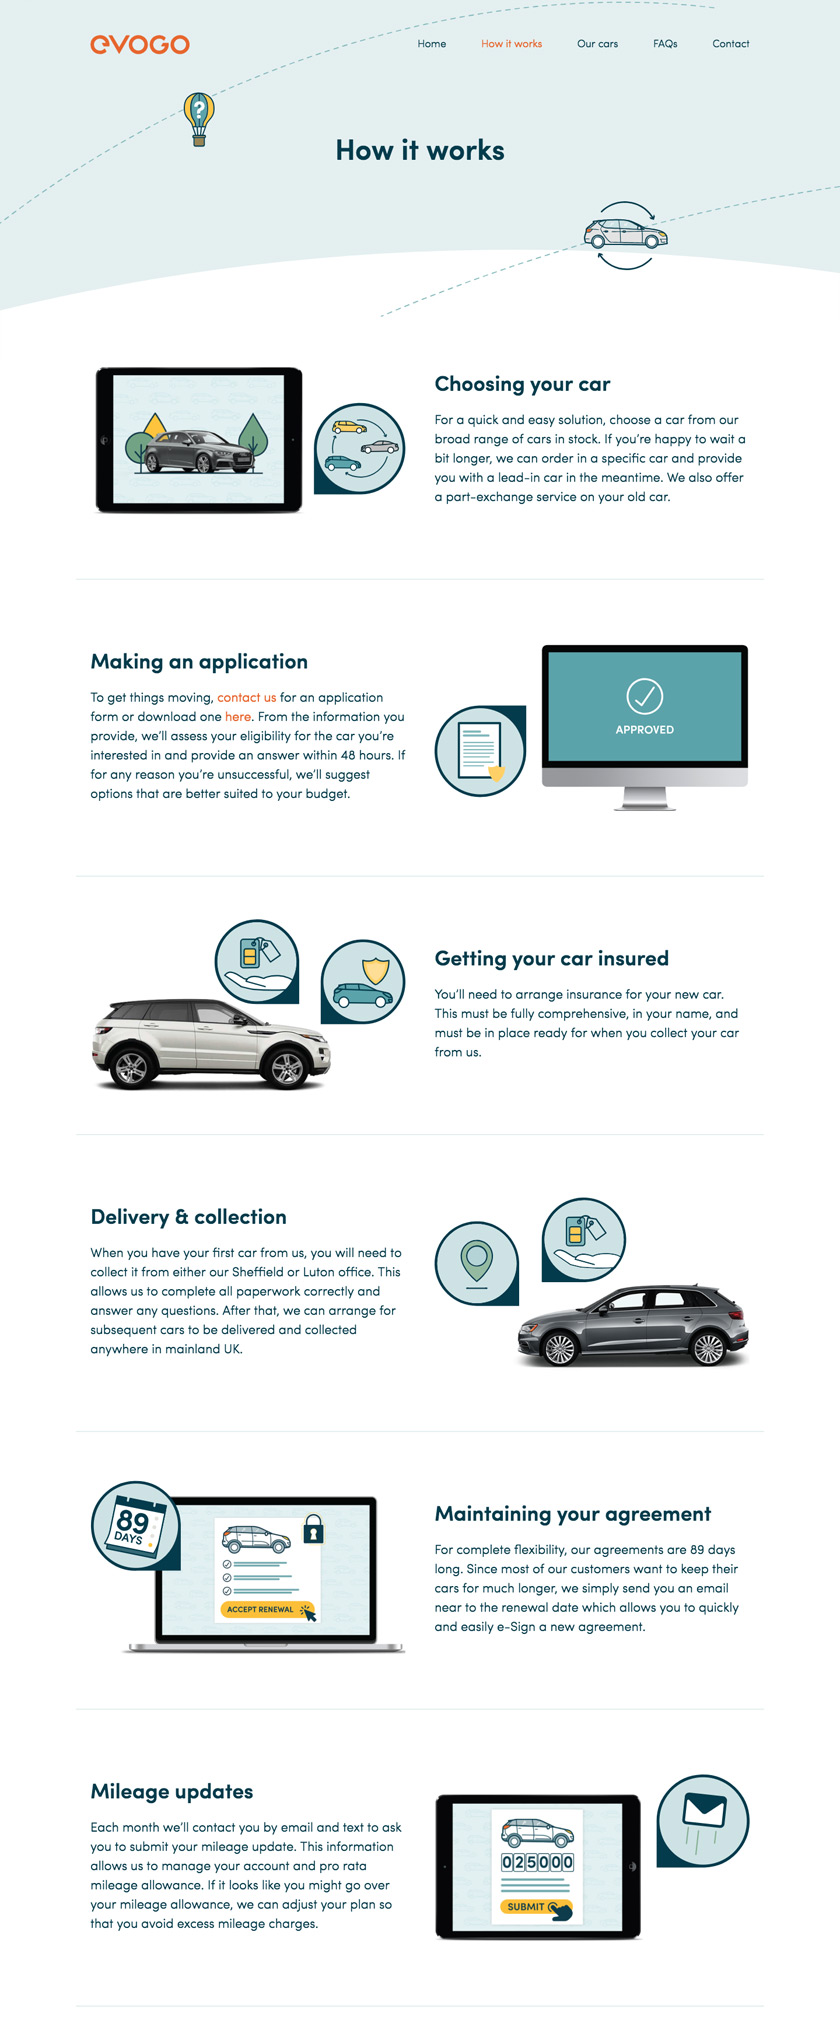 evogo
Home How it works Our cars FAQs Contact
?
How it works
Choosing your car
For a quick and easy solution, choose a car from our
broad range of cars in stock. If you're happy to wait a
bit longer, we can order in a specific car and provide
you with a lead-in car in the meantime. We also offer
a part-exchange service on your old car.
Making an application
To get things moving, contact us for an application
form or download one here. From the information you
provide, we'll assess your eligibility for the car you're
interested in and provide an answer within 48 hours. If
for any reason you're unsuccessful, we'll suggest
options that are better suited to your budget.
APPROVED
Getting your car insured
You'll need to arrange insurance for your new car.
This must be fully comprehensive, in your name, and
must be in place ready for when you collect your car
from us.
Delivery & collection
When you have your first car from us, you will need to
collect it from either our Sheffield or Luton office. This
allows us to complete all paperwork correctly and
answer any questions. After that, we can arrange for
subsequent cars to be delivered and collected
anywhere in mainland UK.
89
DAYS
ACCEPT RENEWAL
Maintaining your agreement
For complete flexibility, our agreements are 89 days
long. Since most of our customers want to keep their
cars for much longer, we simply send you an email
near to the renewal date which allows you to quickly
and easily e-Sign a new agreement.
Mileage updates
Each month we'll contact you by email and text to ask
you to submit your mileage update. This information
allows us to manage your account and pro rata
mileage allowance. If it looks like you might go over
your mileage allowance, we can adjust your plan so
that you avoid excess mileage charges.
025000
SUBMIT